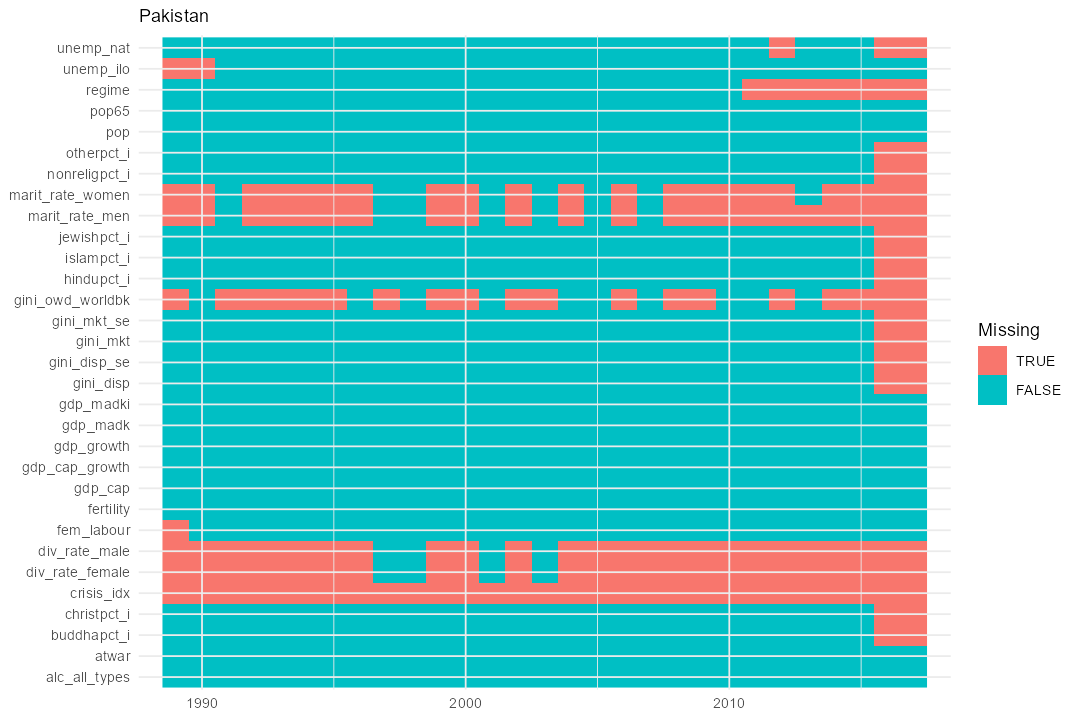 Pakistan
unemp_nat
unemp_ilo
regime
pop65
pop
otherpct_i
nonreligpct_i
marit_rate_women
marit_rate_men
jewishpct_i
islampct_i
hindupct_i
gini_owd_worldbk
gini_mkt_se
gini_mkt
gini_disp_se
gini_disp
gdp_madki
gdp_madk
gdp_growth
gdp_cap_growth
gdp_cap
fertility
fem_labour
div_rate_male
div_rate_female
crisis_idx
christpct_i
buddhapct_i
atwar
alc_all_types
1990 2000 2010
Missing
TRUE
FALSE